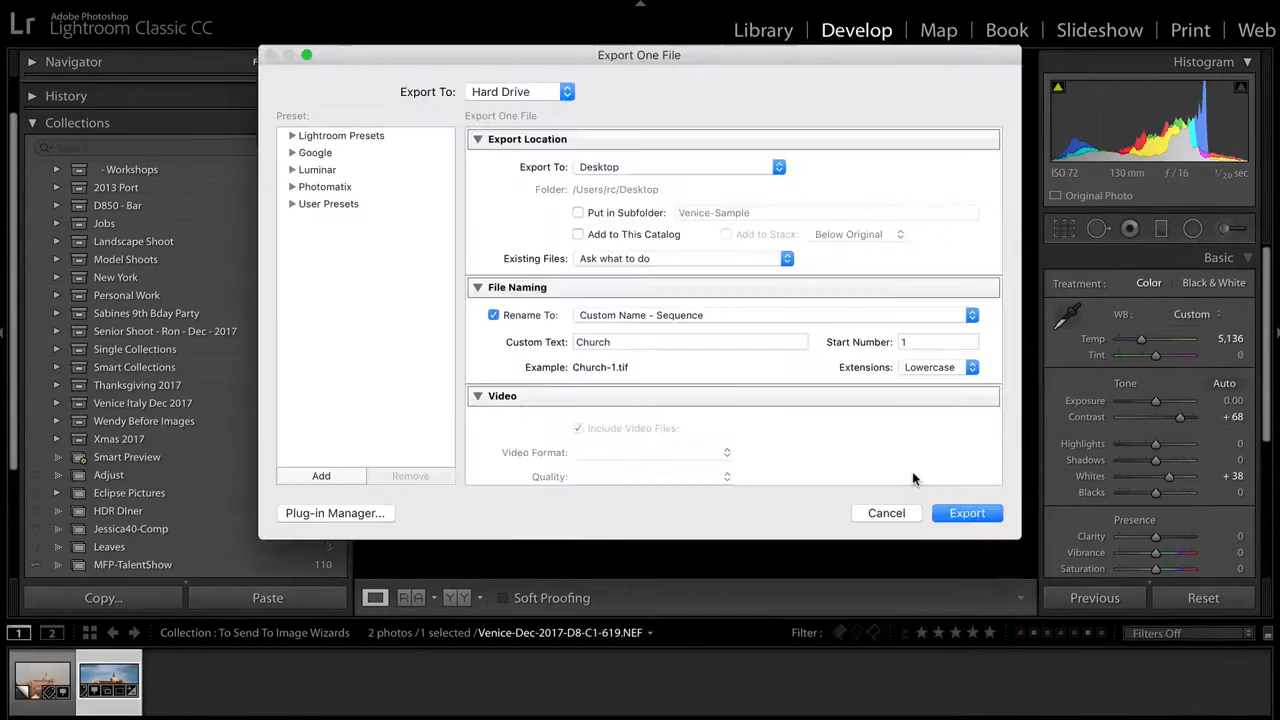 Lr
Adobe Photoshop
Lightroom Classic CC
Library | Develop | Map | Book | Slideshow | Print | Web
Navigator
History
Collections
- Workshops
2013 Port
D850 - Bar
Jobs
Landscape Shoot
Model Shoots
New York
Personal Work
Sabines 9th Bday Party
Senior Shoot - Ron - Dec - 2017
Single Collections
Smart Collections
Thanksgiving 2017
Venice Italy Dec 2017
Wendy Before Images
Xmas 2017
Smart Preview
Adjust
Eclipse Pictures
HDR DIner
Jessica40-Comp
Leaves 3
MFP-TalentShow 110
Copy... Paste
Export One File
Export To: Hard Drive
Preset:
Lightroom Presets
Google
Luminar
Photomatix
User Presets
Add Remove
Plug-in Manager...
Export One File
Export Location
Export To: Desktop
Folder: /Users/rc/Desktop
Put in Subfolder: Venice-Sample
Add to This Catalog Add to Stack: Below Original
Existing Files: Ask what to do
File Naming
Rename To: Custom Name - Sequence
Custom Text: Church Start Number: 1
Example: Church-1.tif Extensions: Lowercase
Video
Include Video Files:
Video Format:
Quality:
Cancel Export
Histogram
ISO 72 130 mm f / 16 1/20 sec
Original Photo
Basic
Treatment: Color | Black & White
WB: Custom
Temp 5,136
Tint 0
Tone Auto
Exposure 0.00
Contrast + 68
Highlights 0
Shadows 0
Whites + 38
Blacks 0
Presence
Clarity 0
Vibrance 0
Saturation 0
Previous Reset
R A Y Y Soft Proofing
1 2 Collection : To Send To Image Wizards 2 photos / 1 selected / Venice-Dec-2017-D8-C1-619.NEF Filter : Filters Off